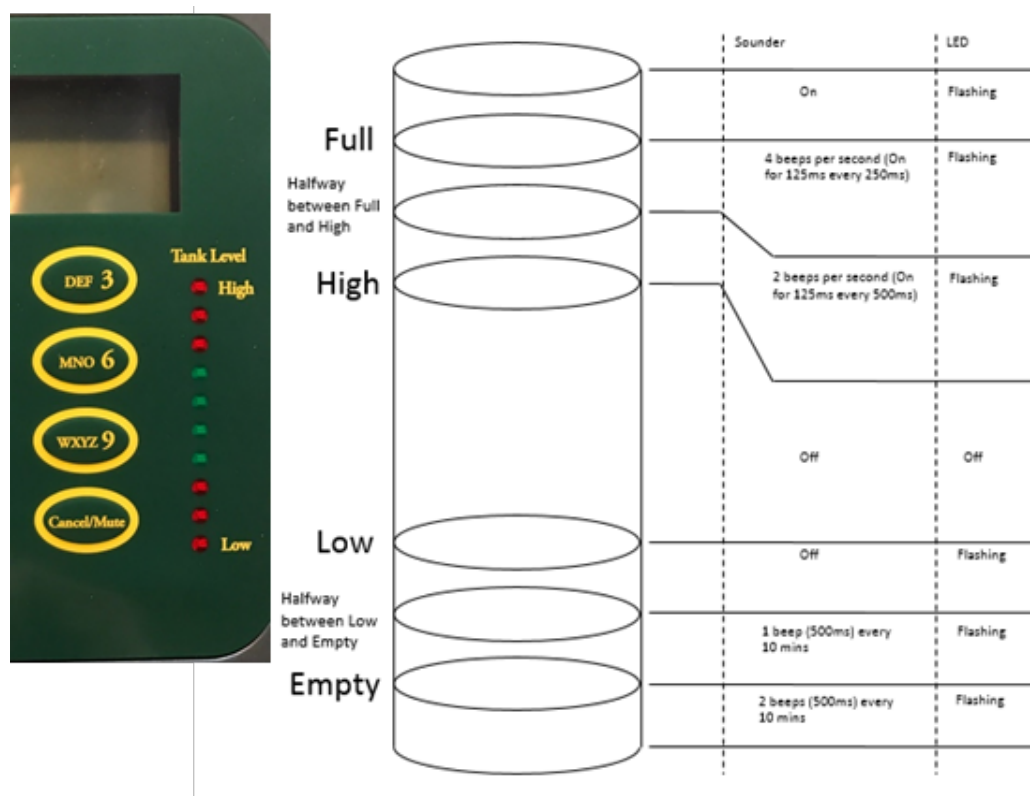 Tank Level
DEF 3
High
MNO 6
WXYZ 9
Cancel/Mute
Low
Full
Halfway
between Full
and High
High
Low
Halfway
between Low
and Empty
Empty
Sounder
LED
On
Flashing
4 beeps per second (On
for 125ms every 250ms)
Flashing
2 beeps per second (On
for 125ms every 500ms)
Flashing
Off
Off
Off
Flashing
1 beep (500ms) every
10 mins
Flashing
2 beeps (500ms) every
10 mins
Flashing